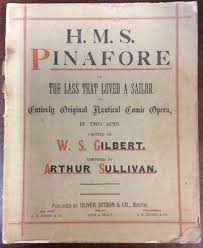 H. M. S.
PINAFORE
OR
THE LASS THAT LOVED A SAILOR.
AN
Entirely Original Nautical Comic Opera,
IN TWO ACTS.
WRITTEN BY
W. S. GILBERT.
COMPOSED BY
ARTHUR SULLIVAN.
PUBLISHED BY OLIVER DITSON & CO., BOSTON.